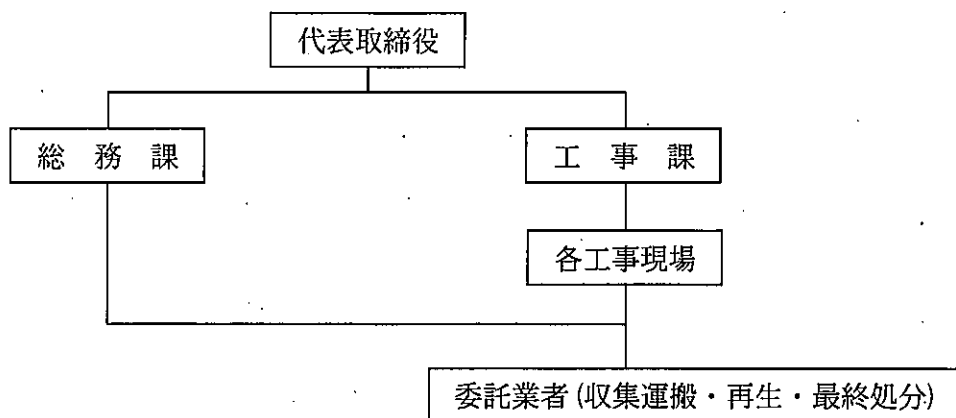 代表取締役
総務課
工事課
各工事現場
委託業者(収集運搬・再生・最終処分)